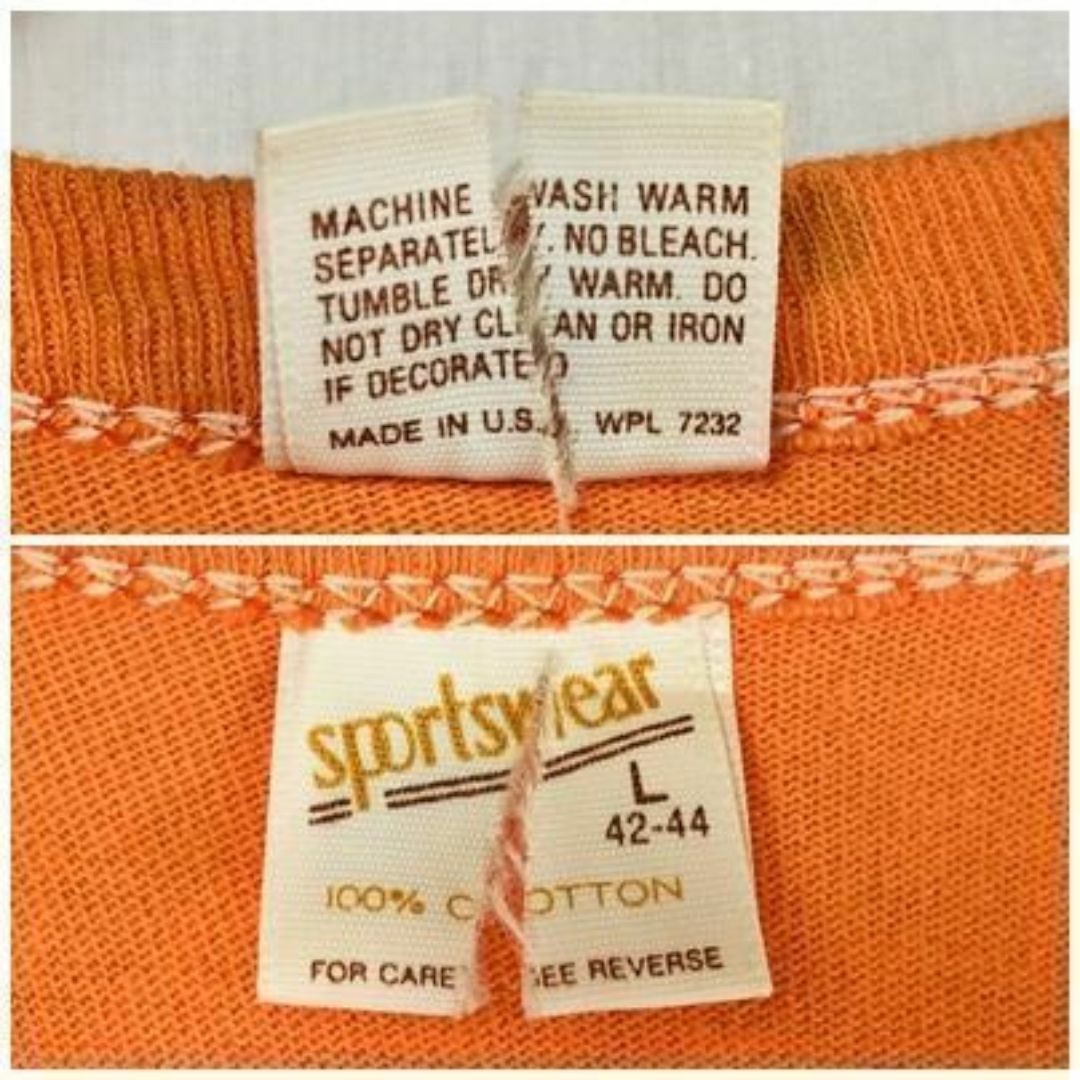 MACHINE WASH WARM
SEPARATELY. NO BLEACH.
TUMBLE DRY WARM. DO
NOT DRY CLEAN OR IRON
IF DECORATED
MADE IN U.S.A. WPL 7232
sportswear
L
42-44
100% COTTON
FOR CARE SEE REVERSE